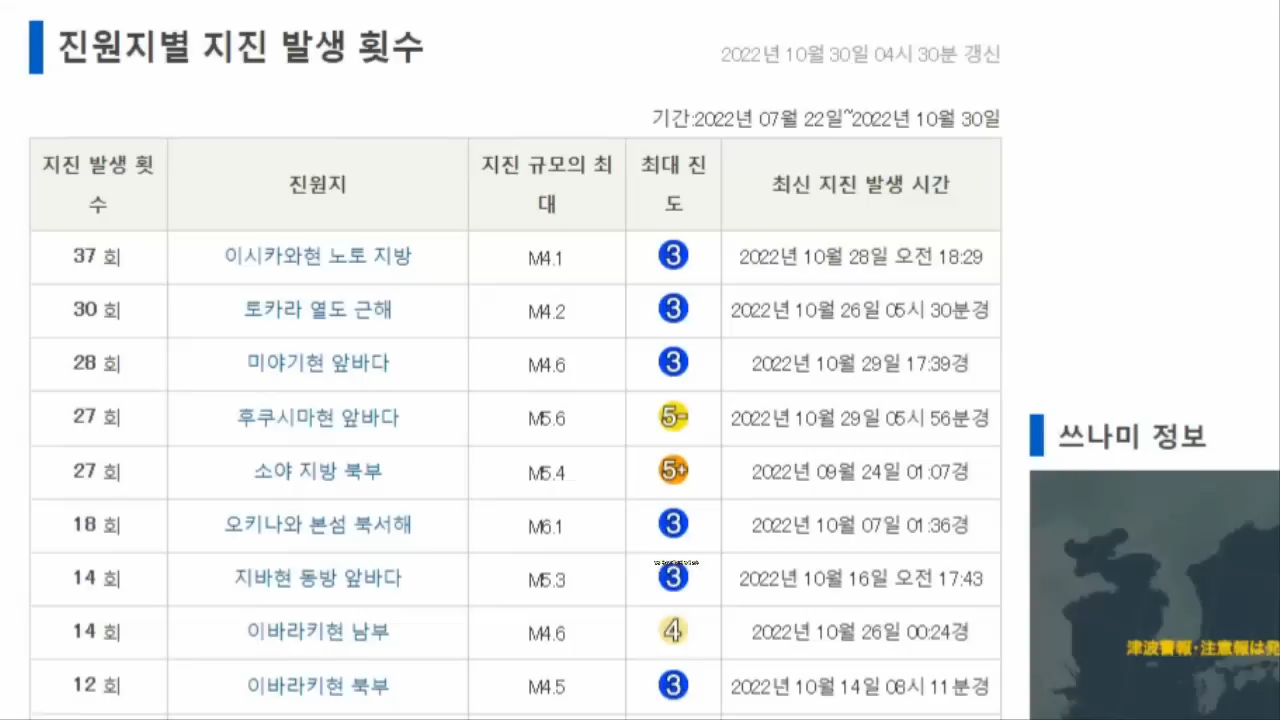 진원지별 지진 발생 횟수
2022년 10월 30일 04시 30분 갱신
기간:2022년 07월 22일~2022년 10월 30일
지진 발생 횟수 진원지 지진 규모의 최대 최대 진도 최신 지진 발생 시간
37 회 이시카와현 노토 지방 M4.1 3 2022년 10월 28일 오전 18:29
30 회 토카라 열도 근해 M4.2 3 2022년 10월 26일 05시 30분경
28 회 미야기현 앞바다 M4.6 3 2022년 10월 29일 17:39경
27 회 후쿠시마현 앞바다 M5.6 5- 2022년 10월 29일 05시 56분경
27 회 소야 지방 북부 M5.4 5+ 2022년 09월 24일 01:07경
18 회 오키나와 본섬 북서해 M6.1 3 2022년 10월 07일 01:36경
14 회 지바현 동방 앞바다 M5.3 3 2022년 10월 16일 오전 17:43
14 회 이바라키현 남부 M4.6 4 2022년 10월 26일 00:24경
12 회 이바라키현 북부 M4.5 3 2022년 10월 14일 08시 11분경
쓰나미 정보
津波警報・注意報は発